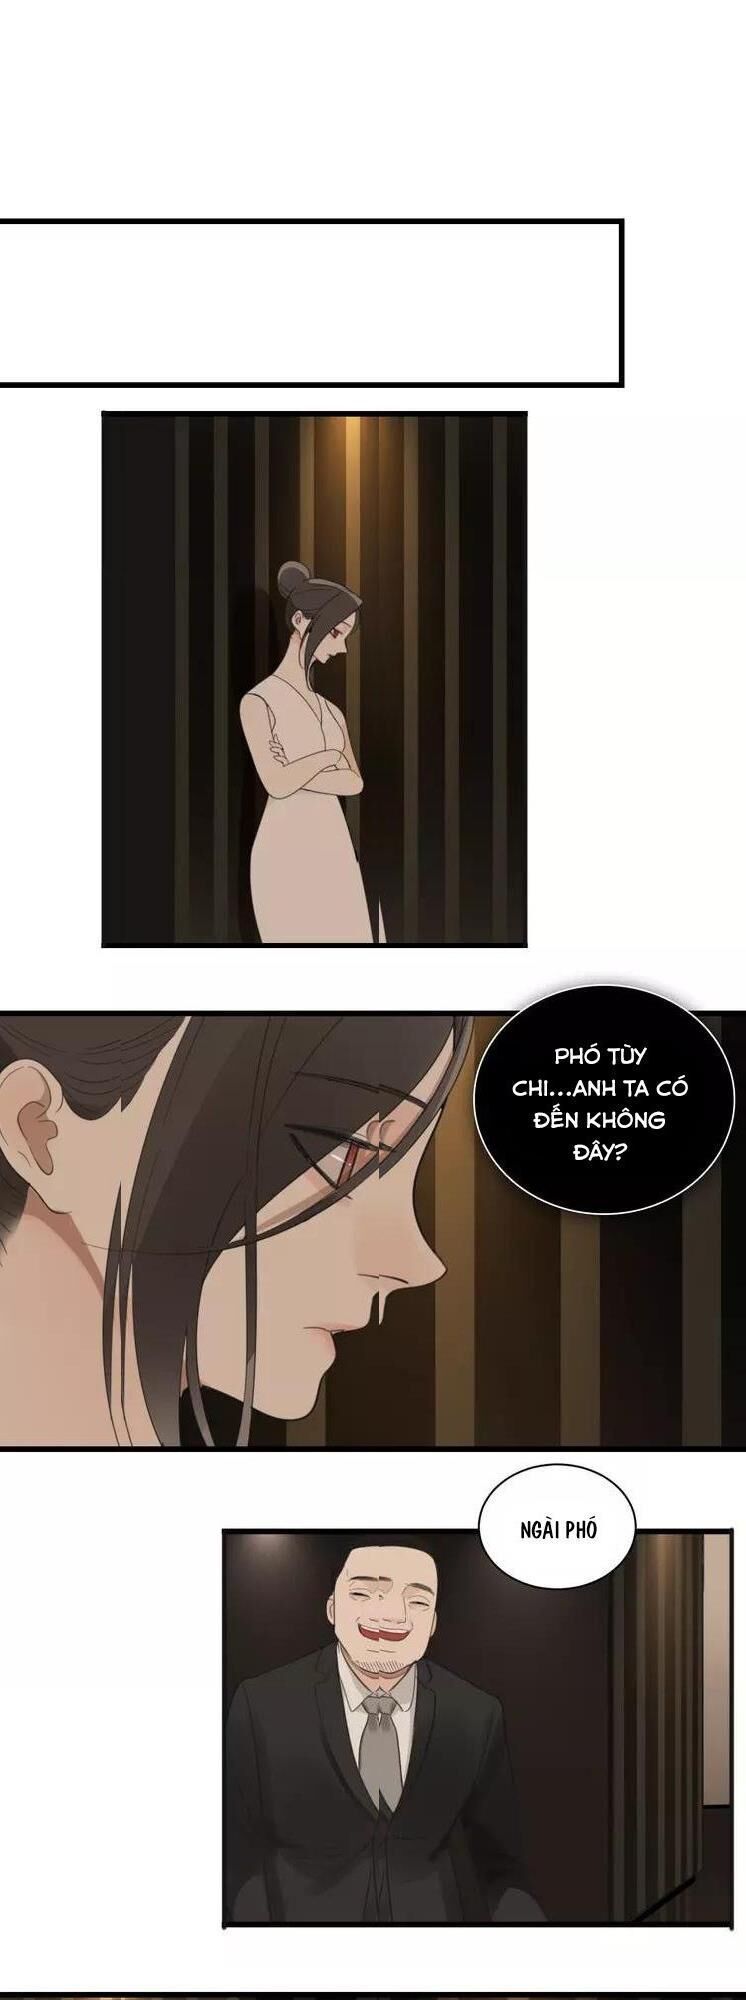 PHÓ TÙY
CHI...ANH TA CÓ
ĐẾN KHÔNG
ĐÂY?
NGÀI PHÓ